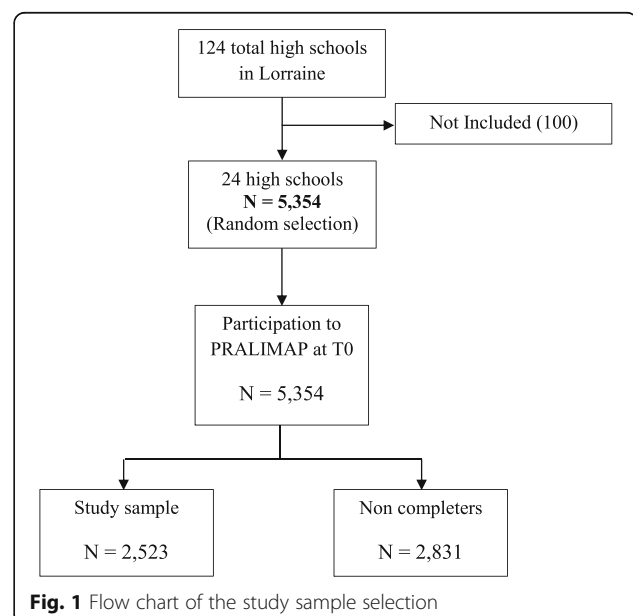 124 total high schools
in Lorraine
Not Included (100)
24 high schools
N = 5,354
(Random selection)
Participation to
PRALIMAP at T0
N = 5,354
Study sample
N = 2,523
Non completers
N = 2,831
Fig. 1 Flow chart of the study sample selection